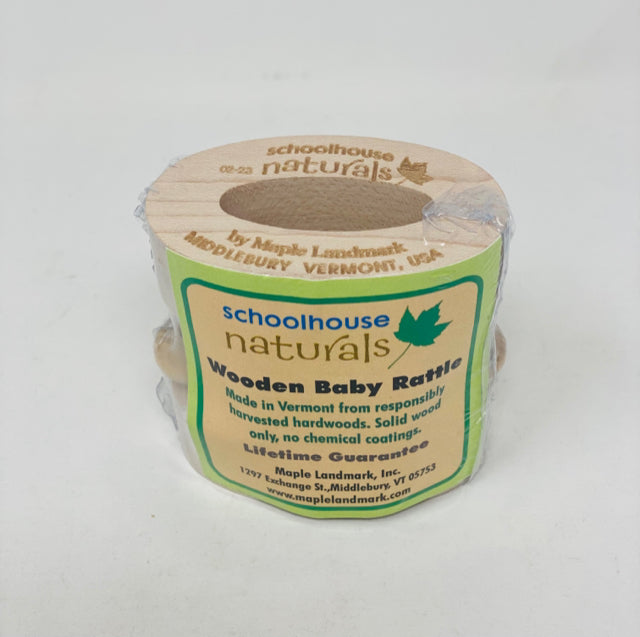 schoolhouse
02-23 naturals
by Maple Landmark
MIDDLEBURY VERMONT, USA
schoolhouse
naturals
Wooden Baby Rattle
Made in Vermont from responsibly
harvested hardwoods. Solid wood
only, no chemical coatings.
Lifetime Guarantee
Maple Landmark, Inc.
1297 Exchange St.,Middlebury, VT 05753
www.maplelandmark.com